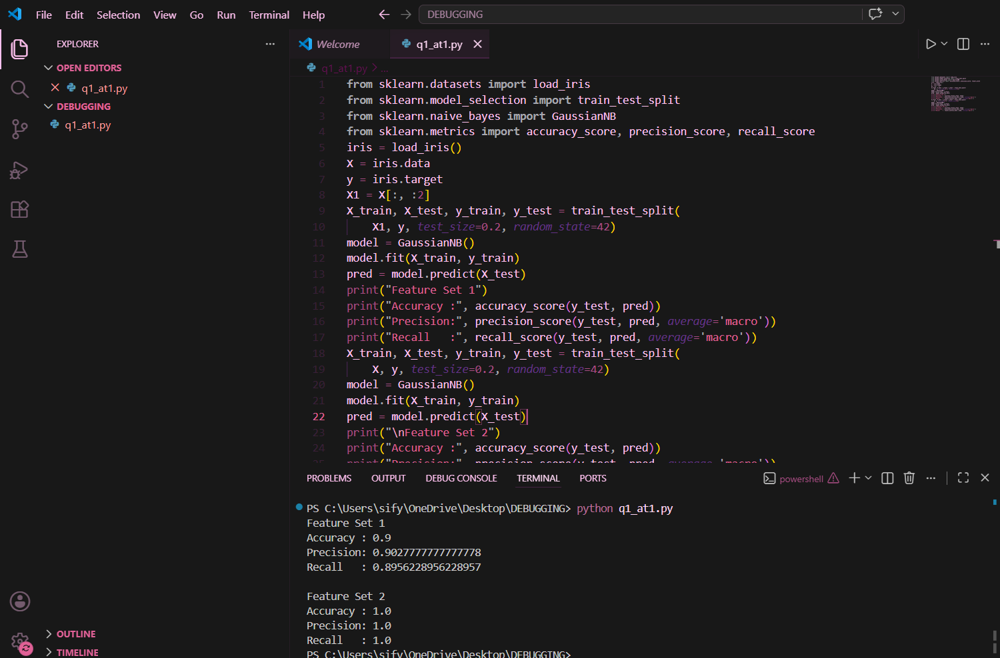 File Edit Selection View Go Run Terminal Help
DEBUGGING
EXPLORER
OPEN EDITORS
q1_at1.py
DEBUGGING
q1_at1.py
OUTLINE
TIMELINE
Welcome
q1_at1.py
q1_at1.py > ...
1 from sklearn.datasets import load_iris
2 from sklearn.model_selection import train_test_split
3 from sklearn.naive_bayes import GaussianNB
4 from sklearn.metrics import accuracy_score, precision_score, recall_score
5 iris = load_iris()
6 X = iris.data
7 y = iris.target
8 X1 = X[:, :2]
9 X_train, X_test, y_train, y_test = train_test_split(
10     X1, y, test_size=0.2, random_state=42)
11 model = GaussianNB()
12 model.fit(X_train, y_train)
13 pred = model.predict(X_test)
14 print("Feature Set 1")
15 print("Accuracy :", accuracy_score(y_test, pred))
16 print("Precision:", precision_score(y_test, pred, average='macro'))
17 print("Recall   :", recall_score(y_test, pred, average='macro'))
18 X_train, X_test, y_train, y_test = train_test_split(
19     X, y, test_size=0.2, random_state=42)
20 model = GaussianNB()
21 model.fit(X_train, y_train)
22 pred = model.predict(X_test)
23 print("\nFeature Set 2")
24 print("Accuracy :", accuracy_score(y_test, pred))
25 print("Precision:", precision_score(y_test, pred, average='macro'))
PROBLEMS OUTPUT DEBUG CONSOLE TERMINAL PORTS
powershell
PS C:\Users\sify\OneDrive\Desktop\DEBUGGING> python q1_at1.py
Feature Set 1
Accuracy : 0.9
Precision: 0.9027777777777778
Recall   : 0.8956228956228957
Feature Set 2
Accuracy : 1.0
Precision: 1.0
Recall   : 1.0
PS C:\Users\sify\OneDrive\Desktop\DEBUGGING>